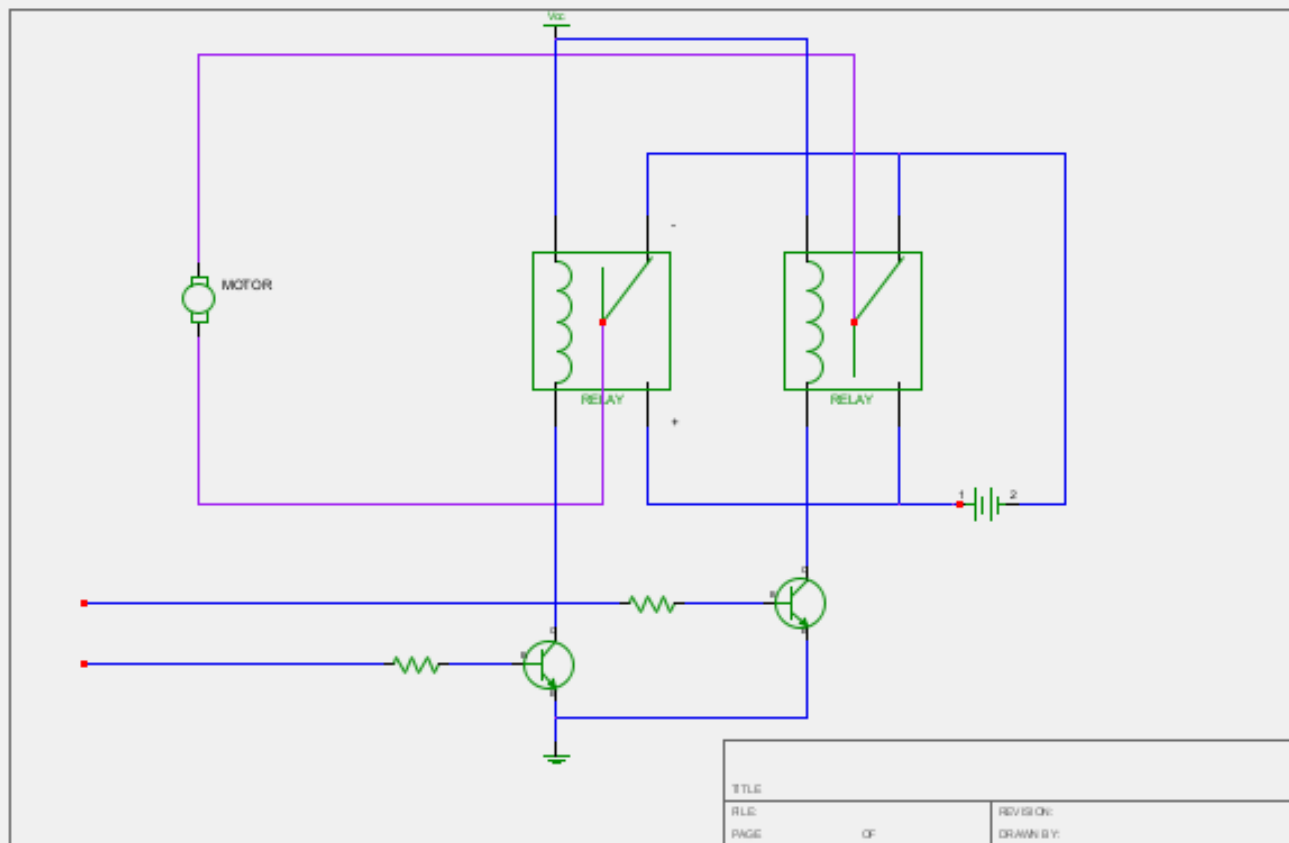 Vcc
MOTOR
-
RELAY
RELAY
+
1
2
C
B
E
C
B
E
TITLE
FILE:
REVISION:
PAGE OF
DRAWN BY: